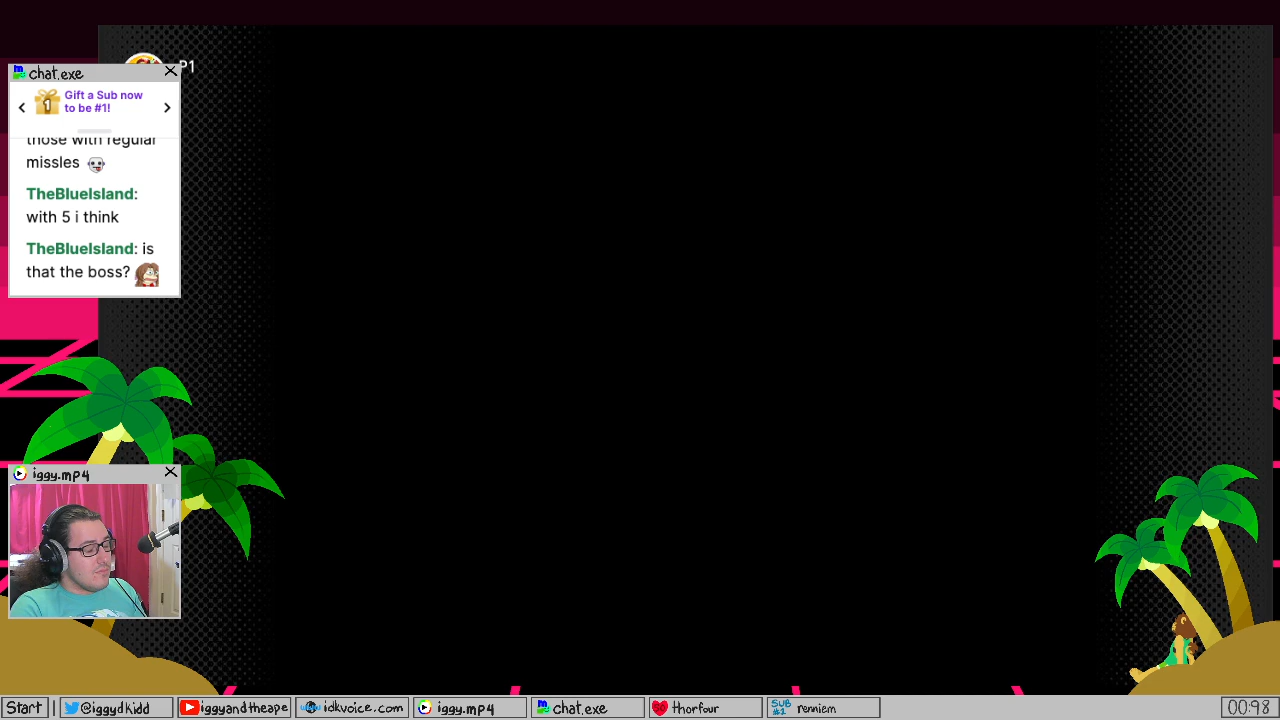 P1
chat.exe
1
Gift a Sub now
to be #1!
those with regular
missles
TheBlueIsland:
with 5 i think
TheBlueIsland: is
that the boss?
iggy.mp4
Start | @iggydkidd iggyandtheape idkvoice.com iggy.mp4 chat.exe thorfour SUB #1 renniem 00:98